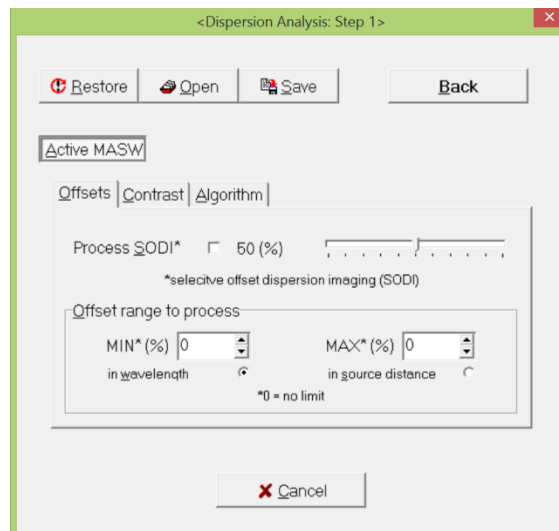 <Dispersion Analysis: Step 1>
Restore Open Save Back
Active MASW
Offsets Contrast Algorithm
Process SODI* 50 (%)
*selecitve offset dispersion imaging (SODI)
Offset range to process
MIN* (%) 0 MAX* (%) 0
in wavelength in source distance
*0 = no limit
Cancel